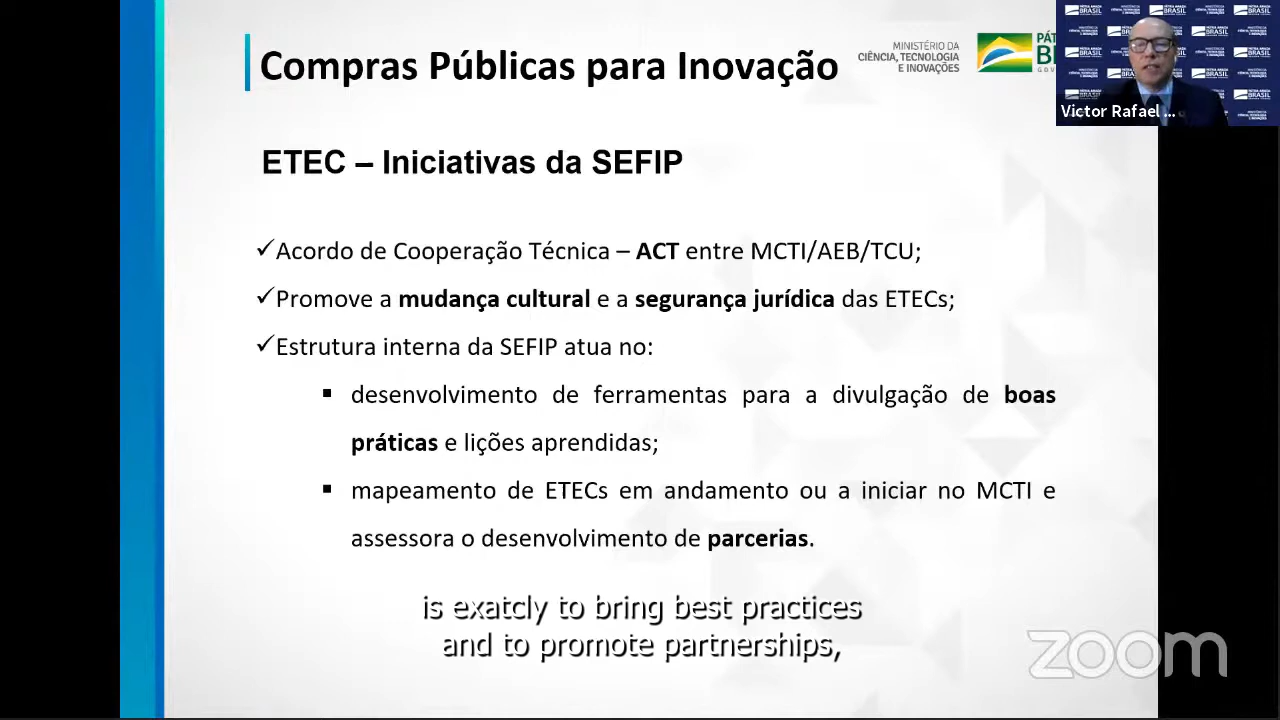 Compras Públicas para Inovação
MINISTÉRIO DA
CIÊNCIA, TECNOLOGIA
E INOVAÇÕES
Victor Rafael ...
ETEC – Iniciativas da SEFIP
✓Acordo de Cooperação Técnica – ACT entre MCTI/AEB/TCU;
✓Promove a mudança cultural e a segurança jurídica das ETECs;
✓Estrutura interna da SEFIP atua no:
▪ desenvolvimento de ferramentas para a divulgação de boas
práticas e lições aprendidas;
▪ mapeamento de ETECs em andamento ou a iniciar no MCTI e
assessora o desenvolvimento de parcerias.
is exatcly to bring best practices
and to promote partnerships,
zoom